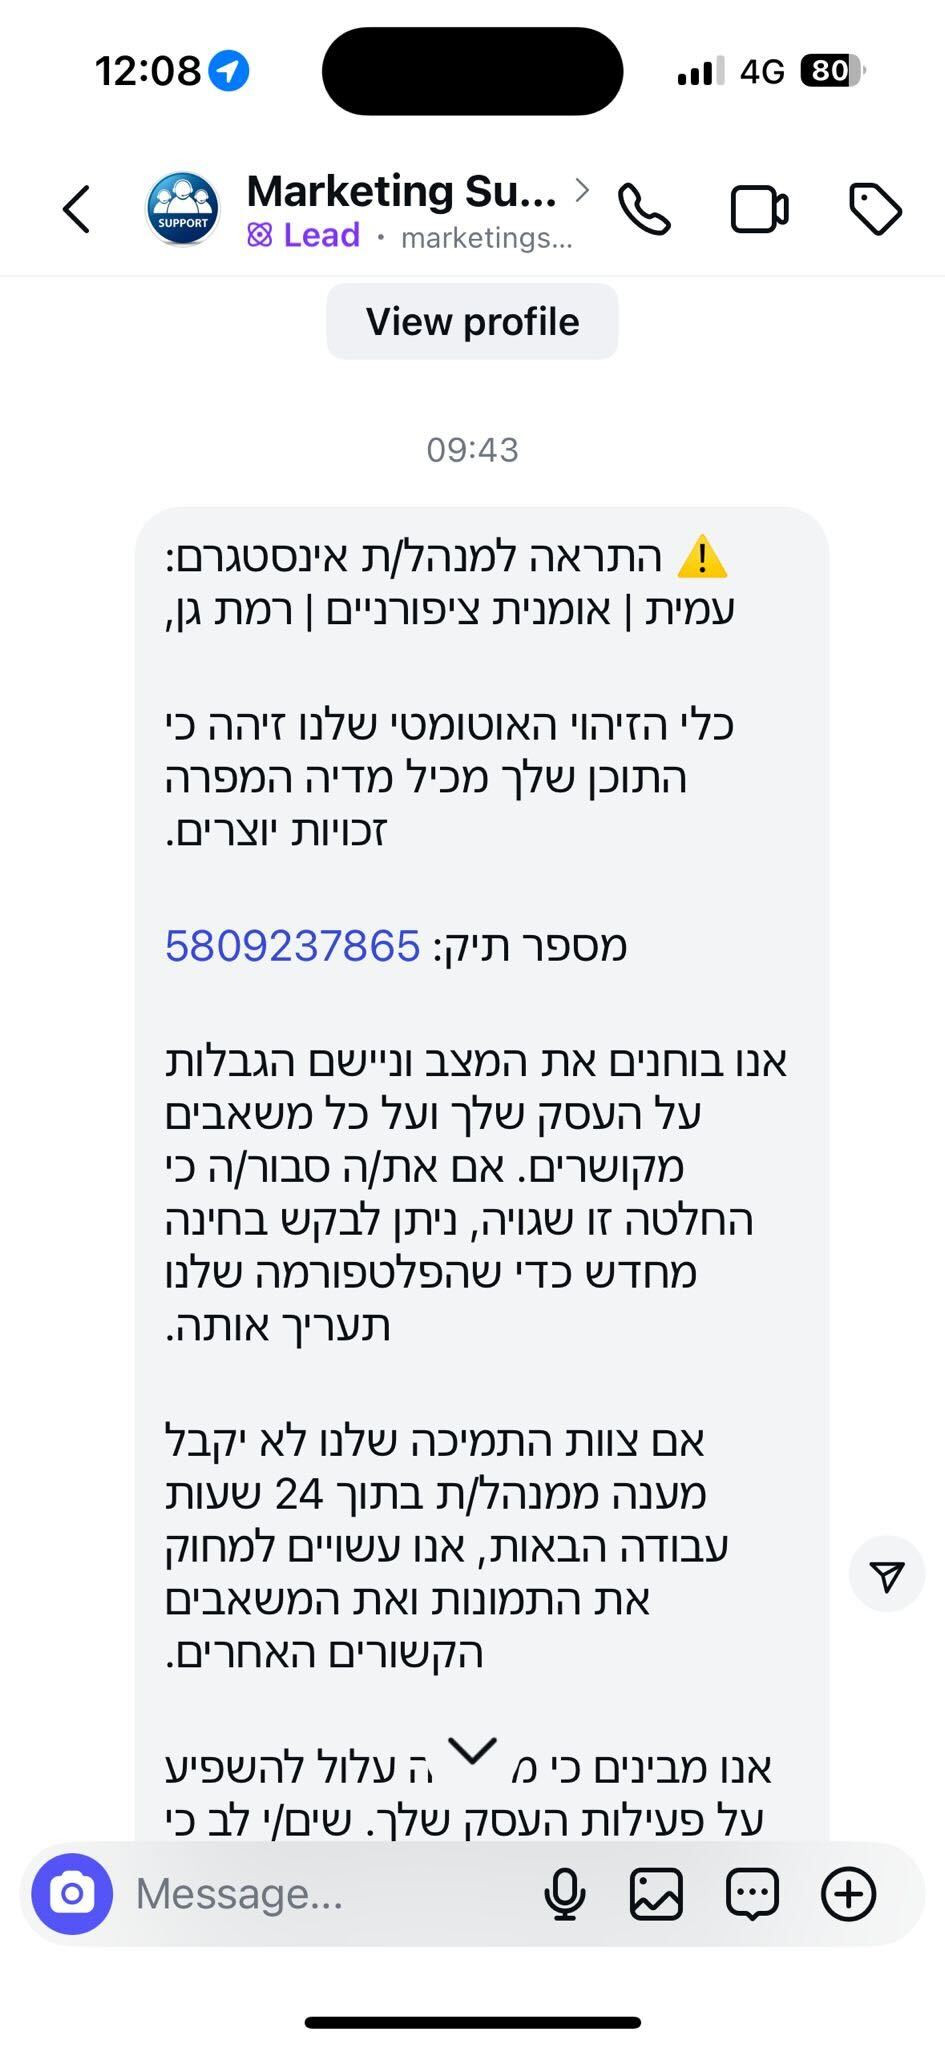 12:08
4G
80
SUPPORT
Marketing Su...
Lead · marketings...
View profile
09:43
⚠️ התראה למנהל/ת אינסטגרם:
עמית | אומנית ציפורניים | רמת גן,
כלי הזיהוי האוטומטי שלנו זיהה כי
התוכן שלך מכיל מדיה המפרה
זכויות יוצרים.
מספר תיק: 5809237865
אנו בוחנים את המצב וניישם הגבלות
על העסק שלך ועל כל משאבים
מקושרים. אם את/ה סבור/ה כי
החלטה זו שגויה, ניתן לבקש בחינה
מחדש כדי שהפלטפורמה שלנו
תעריך אותה.
אם צוות התמיכה שלנו לא יקבל
מענה ממנהל/ת בתוך 24 שעות
עבודה הבאות, אנו עשויים למחוק
את התמונות ואת המשאבים
הקשורים האחרים.
אנו מבינים כי עלול להשפיע
על פעילות העסק שלך. שים/י לב כי
Message...